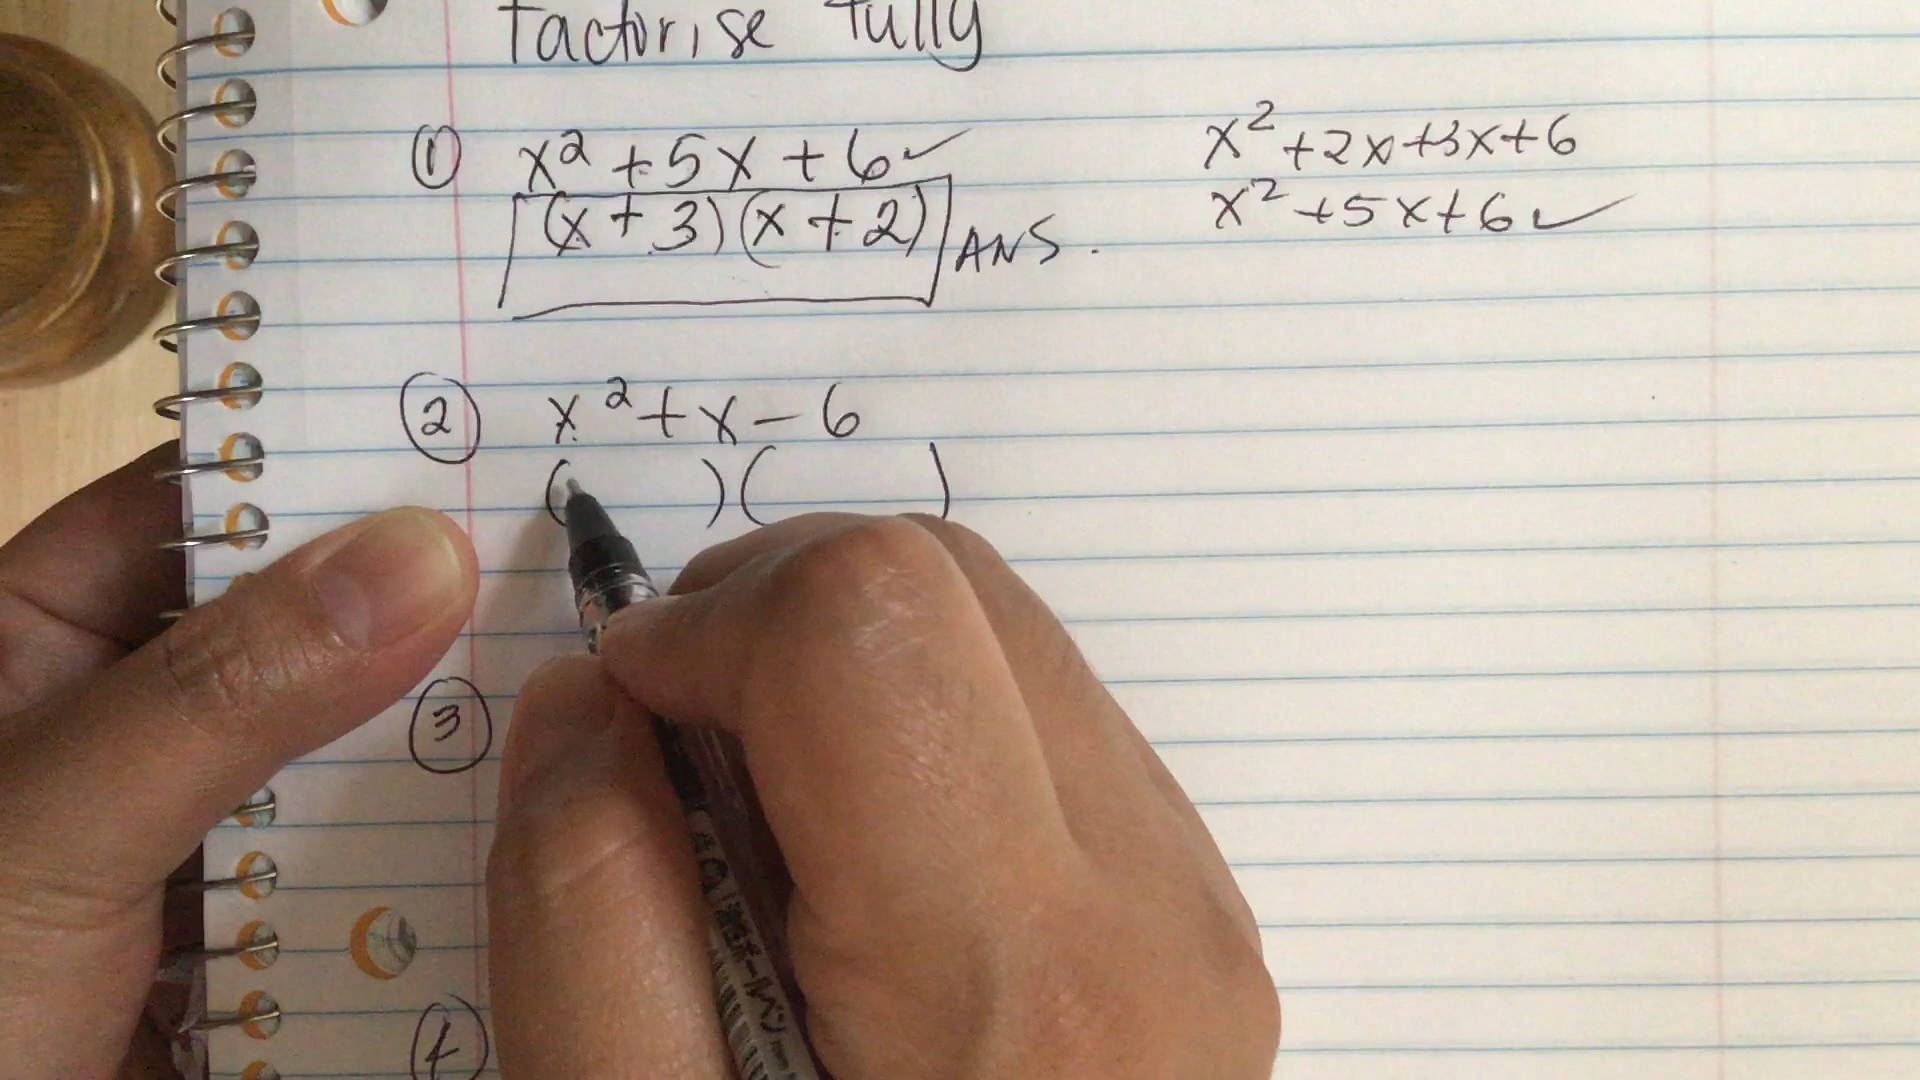 Factorise fully
① x² + 5x + 6 ✓
(x + 3)(x + 2) ANS.
x² + 2x + 3x + 6
x² + 5x + 6 ✓
② x² + x - 6
(      )(      )
③